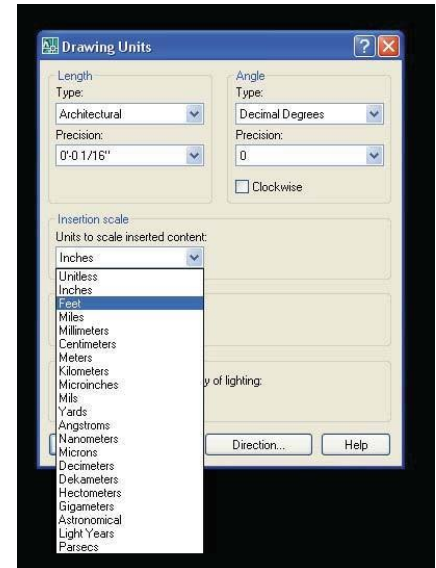 Drawing Units
Length
Type:
Architectural
Precision:
0'-0 1/16"
Angle
Type:
Decimal Degrees
Precision:
0
Clockwise
Insertion scale
Units to scale inserted content:
Inches
Unitless
Inches
Feet
Miles
Millimeters
Centimeters
Meters
Kilometers
Microinches
Mils
Yards
Angstroms
Nanometers
Microns
Decimeters
Dekameters
Hectometers
Gigameters
Astronomical
Light Years
Parsecs
y of lighting:
Direction...
Help